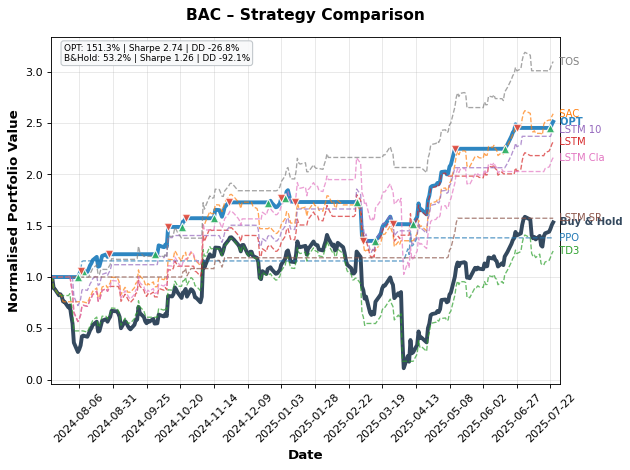 BAC – Strategy Comparison
OPT: 151.3% | Sharpe 2.74 | DD -26.8%
B&Hold: 53.2% | Sharpe 1.26 | DD -92.1%
Normalised Portfolio Value
3.0
2.5
2.0
1.5
1.0
0.5
0.0
TOS
SAC
OPT
LSTM 10
LSTM
LSTM Cla
LSTM SR
Buy & Hold
PPO
TD3
2024-08-06
2024-08-31
2024-09-25
2024-10-20
2024-11-14
2024-12-09
2025-01-03
2025-01-28
2025-02-22
2025-03-19
2025-04-13
2025-05-08
2025-06-02
2025-06-27
2025-07-22
Date